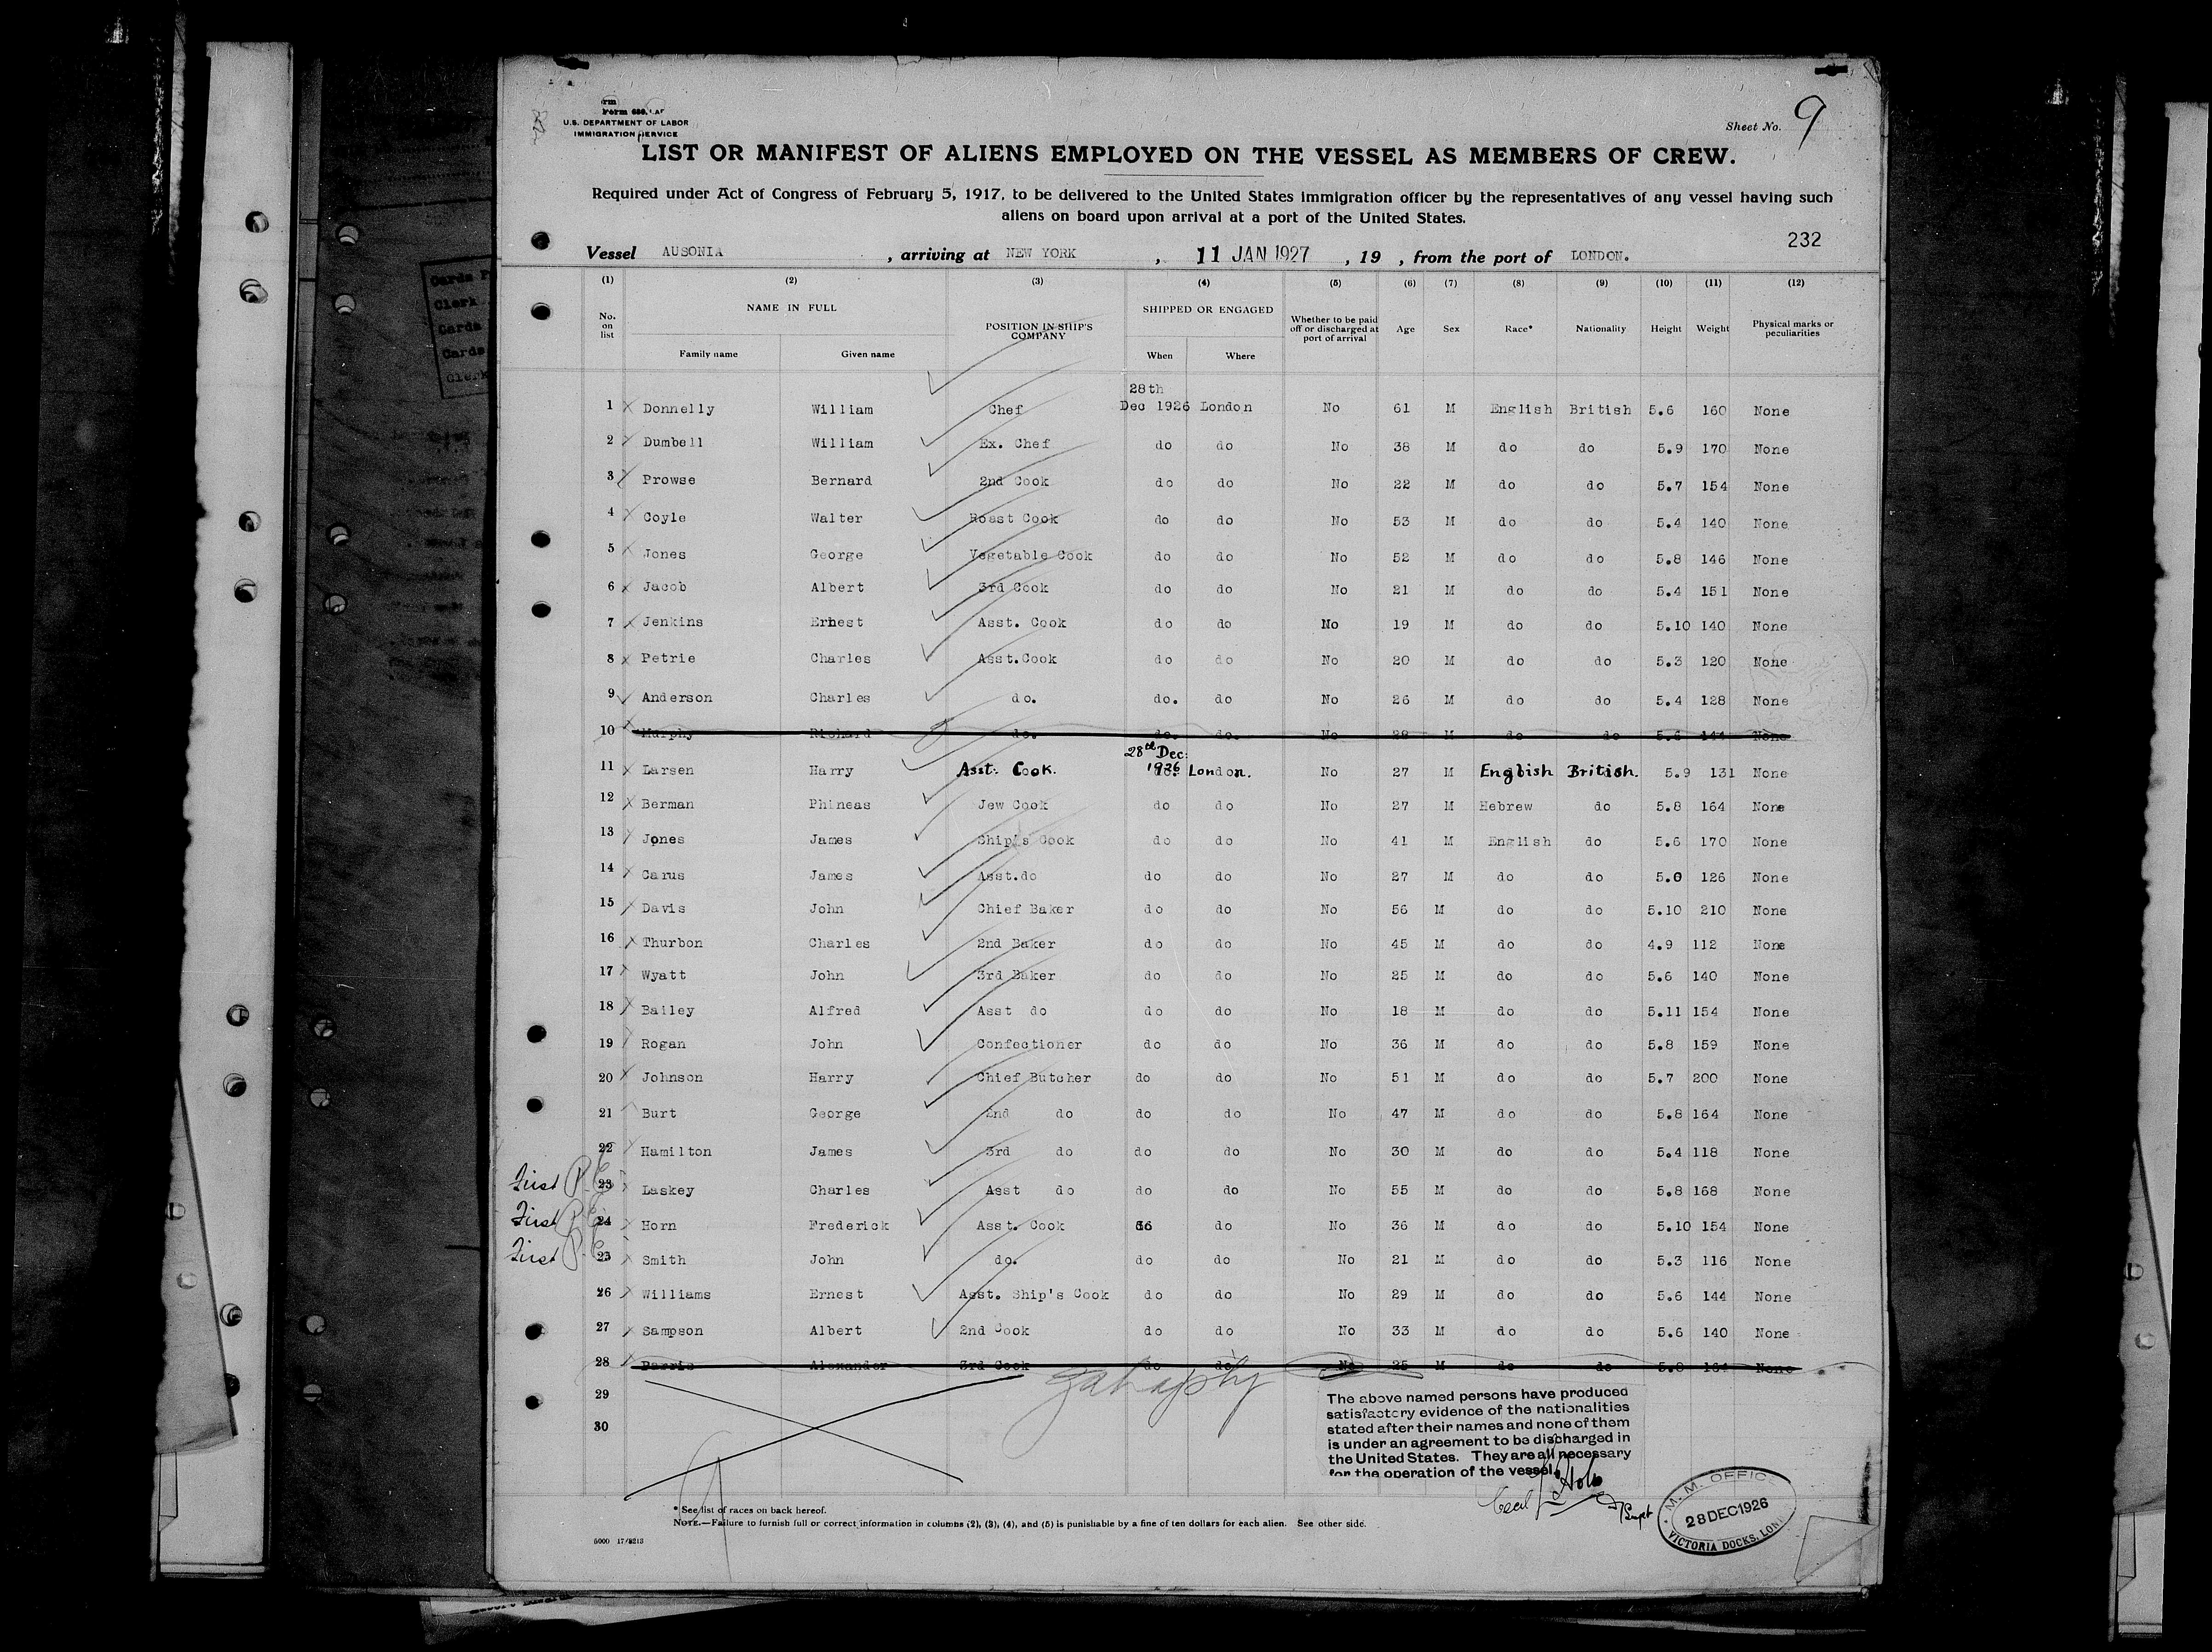 Form 680.
U.S. DEPARTMENT OF LABOR
IMMIGRATION SERVICE
Sheet No. 9
LIST OR MANIFEST OF ALIENS EMPLOYED ON THE VESSEL AS MEMBERS OF CREW.
Required under Act of Congress of February 5, 1917, to be delivered to the United States immigration officer by the representatives of any vessel having such
aliens on board upon arrival at a port of the United States.
232
Vessel AUSONIA , arriving at NEW YORK , 11 JAN 1927 , 19 , from the port of LONDON.
(1) (2) (3) (4) (5) (6) (7) (8) (9) (10) (11) (12)
No. on list NAME IN FULL Family name Given name POSITION IN SHIP'S COMPANY SHIPPED OR ENGAGED When Where Whether to be paid off or discharged at port of arrival Age Sex Race* Nationality Height Weight Physical marks or peculiarities
28th
1 Donnelly William Chef Dec 1926 London No 61 M English British 5.6 160 None
2 Dumbell William Ex. Chef do do No 38 M do do 5.9 170 None
3 Prowse Bernard 2nd Cook do do No 22 M do do 5.7 154 None
4 Coyle Walter Roast Cook do do No 53 M do do 5.4 140 None
5 Jones George Vegetable Cook do do No 52 M do do 5.8 146 None
6 Jacob Albert 3rd Cook do do No 21 M do do 5.4 151 None
7 Jenkins Ernest Asst. Cook do do No 19 M do do 5.10 140 None
8 Petrie Charles Asst.Cook do do No 20 M do do 5.3 120 None
9 Anderson Charles do. do. do No 26 M do do 5.4 128 None
10 Murphy Richard do. do. do. No 28 M do do 5.6 144 None
28th Dec:
11 Larsen Harry Asst. Cook. 1926 London. No 27 M English British. 5.9 131 None
12 Berman Phineas Jew Cook do do No 27 M Hebrew do 5.8 164 None
13 Jones James Ship's Cook do do No 41 M English do 5.6 170 None
14 Carus James Asst.do do do No 27 M do do 5.0 126 None
15 Davis John Chief Baker do do No 56 M do do 5.10 210 None
16 Thurbon Charles 2nd Baker do do No 45 M do do 4.9 112 None
17 Wyatt John 3rd Baker do do No 25 M do do 5.6 140 None
18 Bailey Alfred Asst do do do No 18 M do do 5.11 154 None
19 Rogan John Confectioner do do No 36 M do do 5.8 159 None
20 Johnson Harry Chief Butcher do do No 51 M do do 5.7 200 None
21 Burt George 2nd do do do No 47 M do do 5.8 164 None
22 Hamilton James 3rd do do do No 30 M do do 5.4 118 None
First P.C. 23 Laskey Charles Asst do do do No 55 M do do 5.8 168 None
First P.C. 24 Horn Frederick Asst. Cook do do No 36 M do do 5.10 154 None
First P.C. 25 Smith John do. do do No 21 M do do 5.3 116 None
26 Williams Ernest Asst. Ship's Cook do do No 29 M do do 5.6 144 None
27 Sampson Albert 2nd Cook do do No 33 M do do 5.6 140 None
28 Alexander 3rd Cook do do No 25 M do do 5.8 164 None
29
30
The above named persons have produced
satisfactory evidence of the nationalities
stated after their names and none of them
is under an agreement to be discharged in
the United States. They are all necessary
for the operation of the vessel.
* See list of races on back hereof.
NOTE.—Failure to furnish full or correct information in columns (2), (3), (4), and (5) is punishable by a fine of ten dollars for each alien. See other side.
M. M. OFFIC
28 DEC 1926
VICTORIA DOCKS, LON